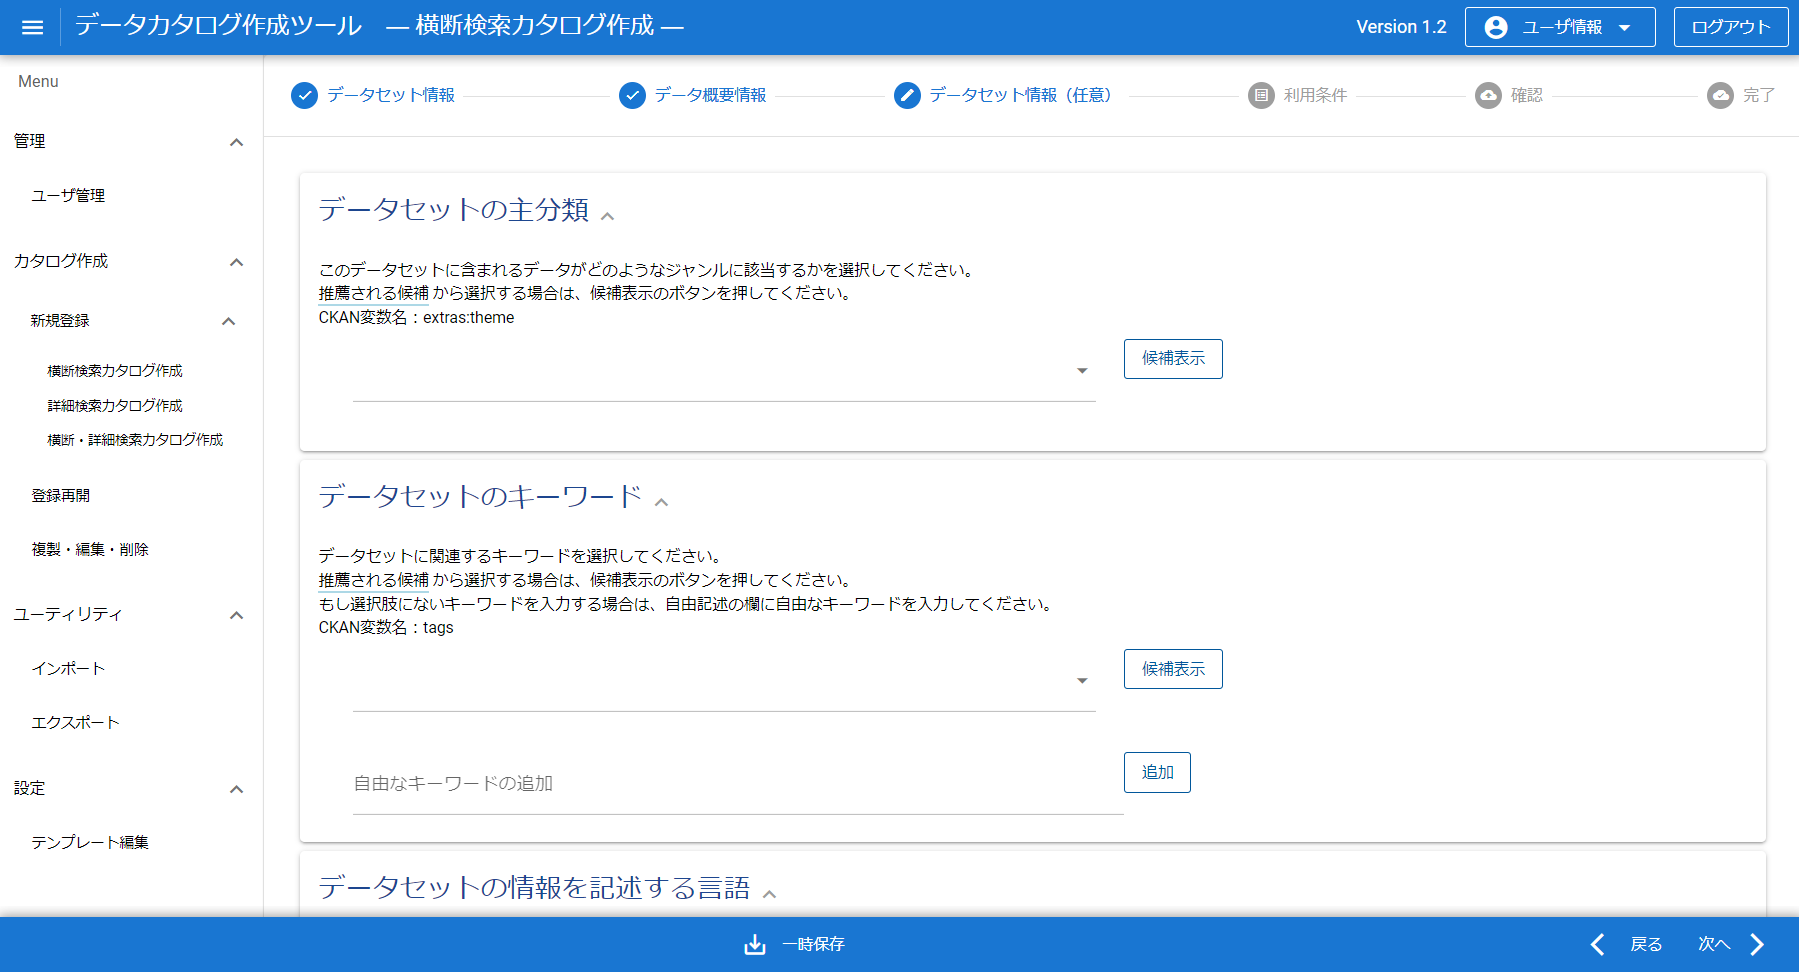 データカタログ作成ツール ― 横断検索カタログ作成 ―
Version 1.2
ユーザ情報
ログアウト
Menu
管理
ユーザ管理
カタログ作成
新規登録
横断検索カタログ作成
詳細検索カタログ作成
横断・詳細検索カタログ作成
登録再開
複製・編集・削除
ユーティリティ
インポート
エクスポート
設定
テンプレート編集
データセット情報
データ概要情報
データセット情報（任意）
利用条件
確認
完了
データセットの主分類
このデータセットに含まれるデータがどのようなジャンルに該当するかを選択してください。
推薦される候補 から選択する場合は、候補表示のボタンを押してください。
CKAN変数名：extras:theme
候補表示
データセットのキーワード
データセットに関連するキーワードを選択してください。
推薦される候補 から選択する場合は、候補表示のボタンを押してください。
もし選択肢にないキーワードを入力する場合は、自由記述の欄に自由なキーワードを入力してください。
CKAN変数名：tags
候補表示
自由なキーワードの追加
追加
データセットの情報を記述する言語
一時保存
戻る
次へ